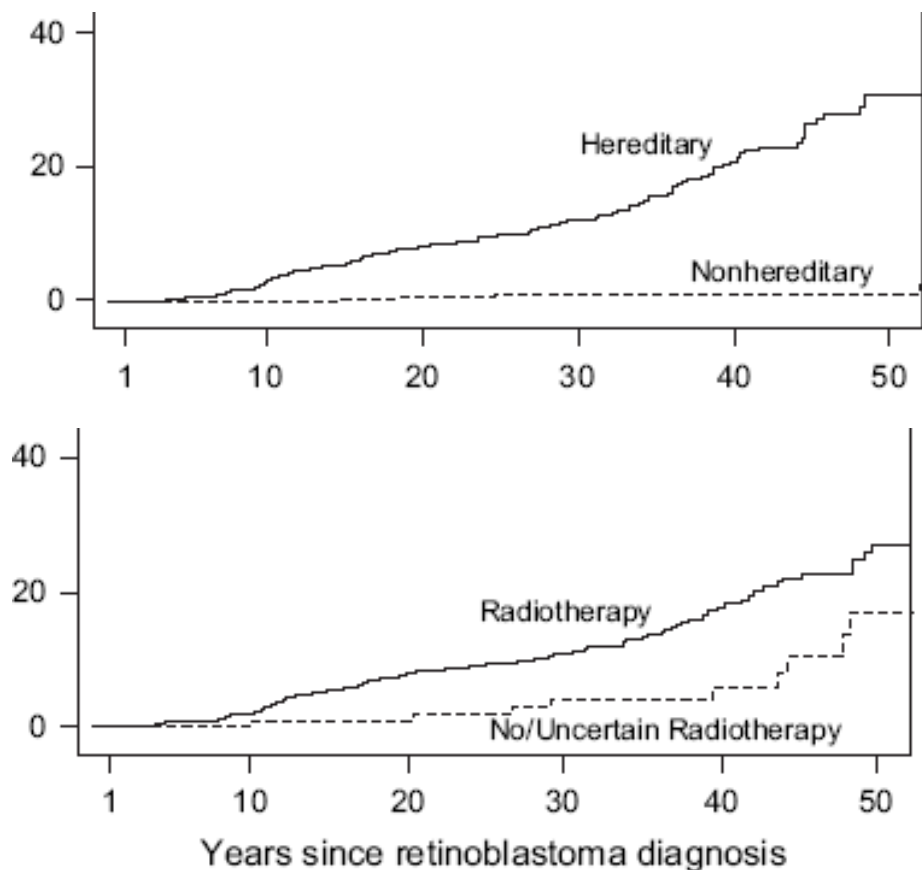 40
Hereditary
20
Nonhereditary
0
1 10 20 30 40 50
40
Radiotherapy
20
No/Uncertain Radiotherapy
0
1 10 20 30 40 50
Years since retinoblastoma diagnosis